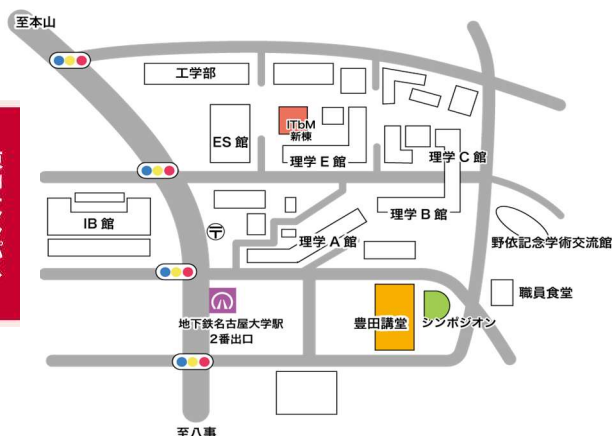 至本山
工学部
ES 館
ITbM
新棟
理学 E 館
理学 C 館
IB 館
〒
理学 A 館
理学 B 館
野依記念学術交流館
地下鉄名古屋大学駅
2番出口
豊田講堂
シンポジオン
職員食堂
至八事